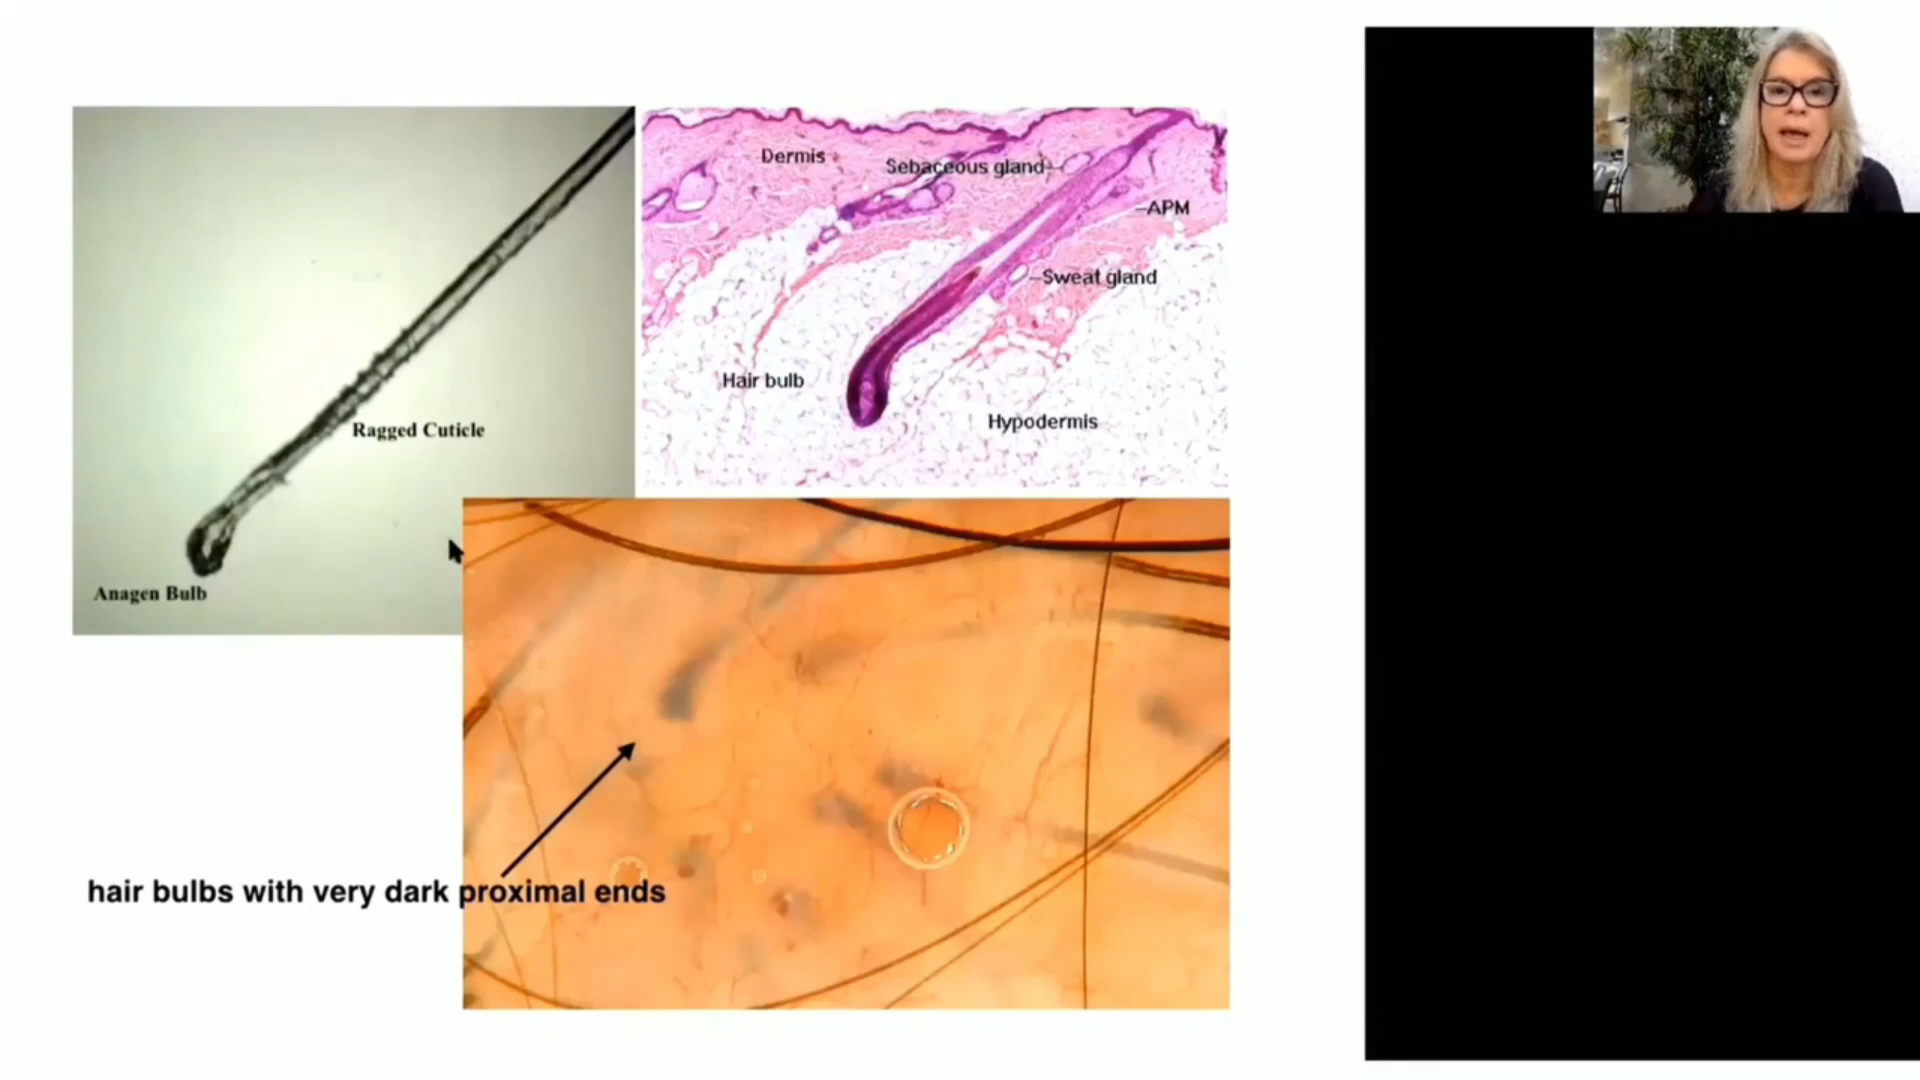 Ragged Cuticle
Anagen Bulb
Dermis
Sebaceous gland
APM
Sweat gland
Hair bulb
Hypodermis
hair bulbs with very dark proximal ends